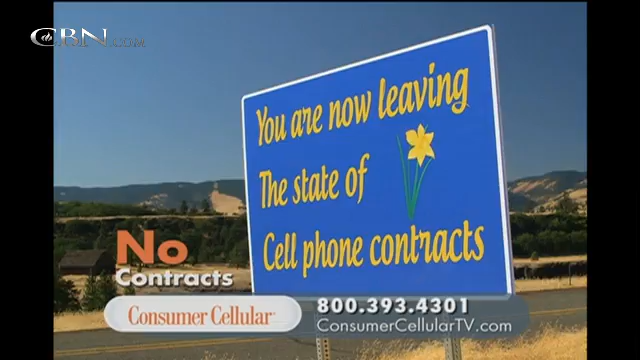 CBN.COM
You are now leaving
The state of
Cell phone contracts
No
Contracts
Consumer Cellular
800.393.4301
ConsumerCellularTV.com